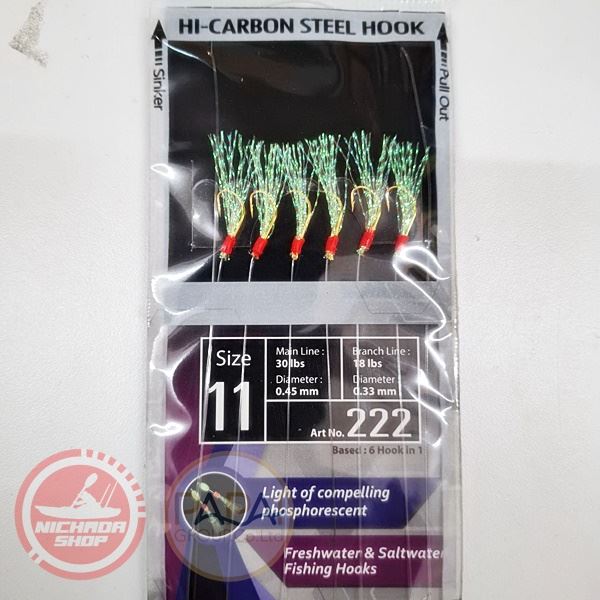 HI-CARBON STEEL HOOK
Sinker
Pull Out
Size
11
Main Line :
30 lbs
Diameter :
0.45 mm
Branch Line :
18 lbs
Diameter :
0.33 mm
Art No. 222
Based : 6 Hook in 1
Light of compelling
phosphorescent
Freshwater & Saltwater
Fishing Hooks
NICHADA
SHOP